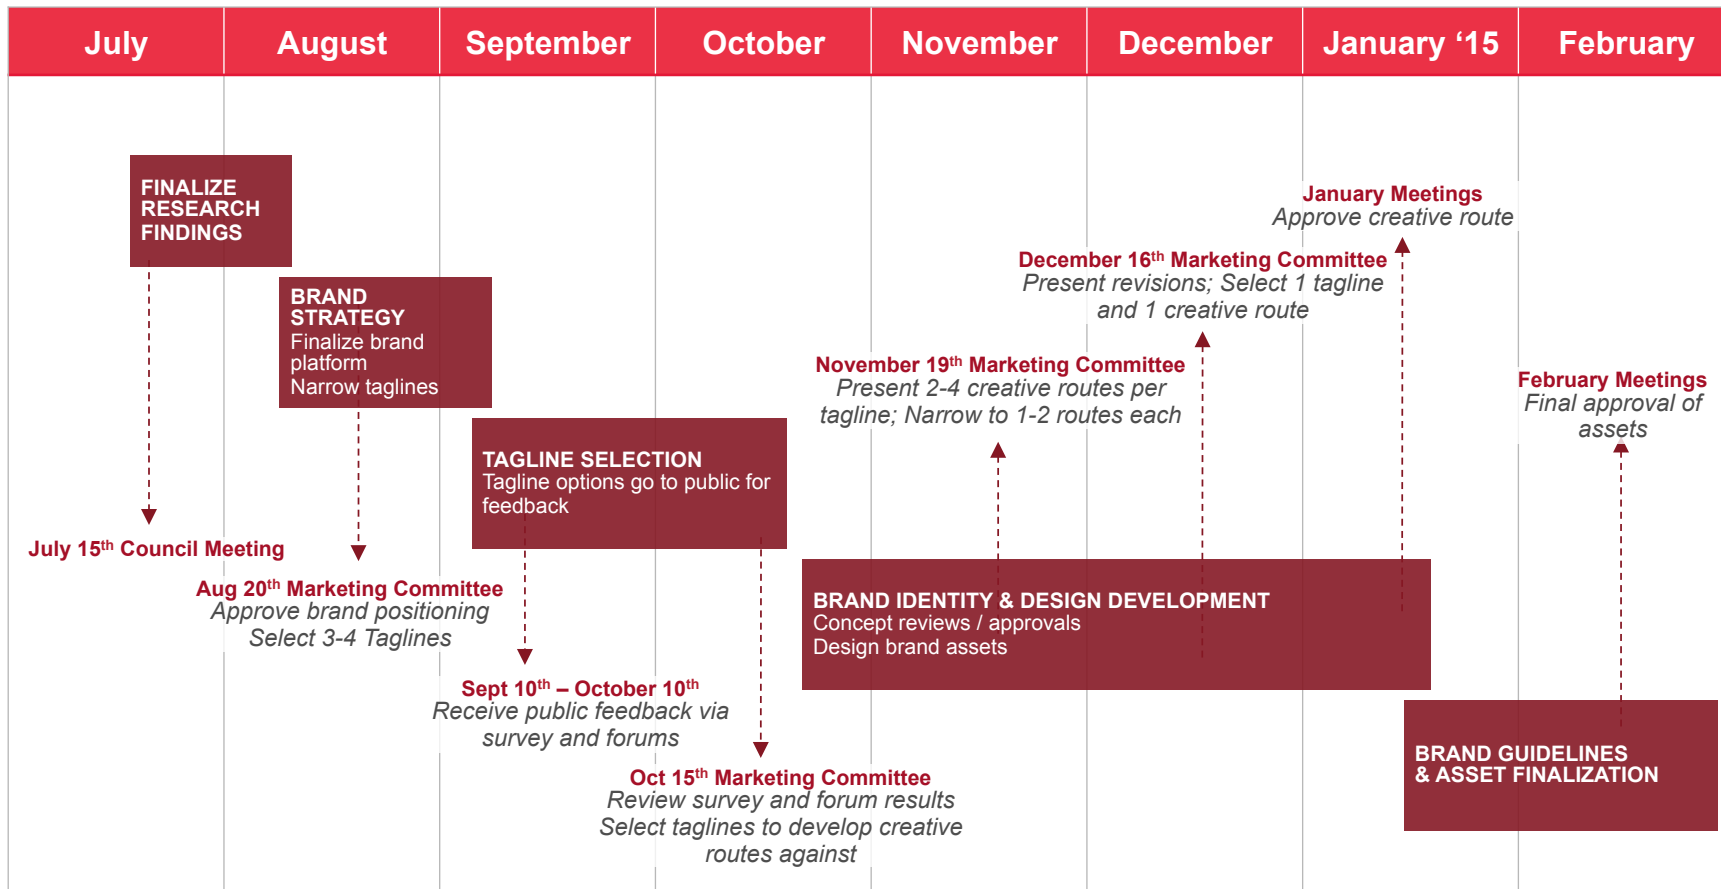 July August September October November December January ‘15 February
FINALIZE
RESEARCH
FINDINGS
July 15th Council Meeting
BRAND
STRATEGY
Finalize brand
platform
Narrow taglines
Aug 20th Marketing Committee
Approve brand positioning
Select 3-4 Taglines
TAGLINE SELECTION
Tagline options go to public for
feedback
Sept 10th – October 10th
Receive public feedback via
survey and forums
Oct 15th Marketing Committee
Review survey and forum results
Select taglines to develop creative
routes against
November 19th Marketing Committee
Present 2-4 creative routes per
tagline; Narrow to 1-2 routes each
December 16th Marketing Committee
Present revisions; Select 1 tagline
and 1 creative route
January Meetings
Approve creative route
BRAND IDENTITY & DESIGN DEVELOPMENT
Concept reviews / approvals
Design brand assets
February Meetings
Final approval of
assets
BRAND GUIDELINES
& ASSET FINALIZATION